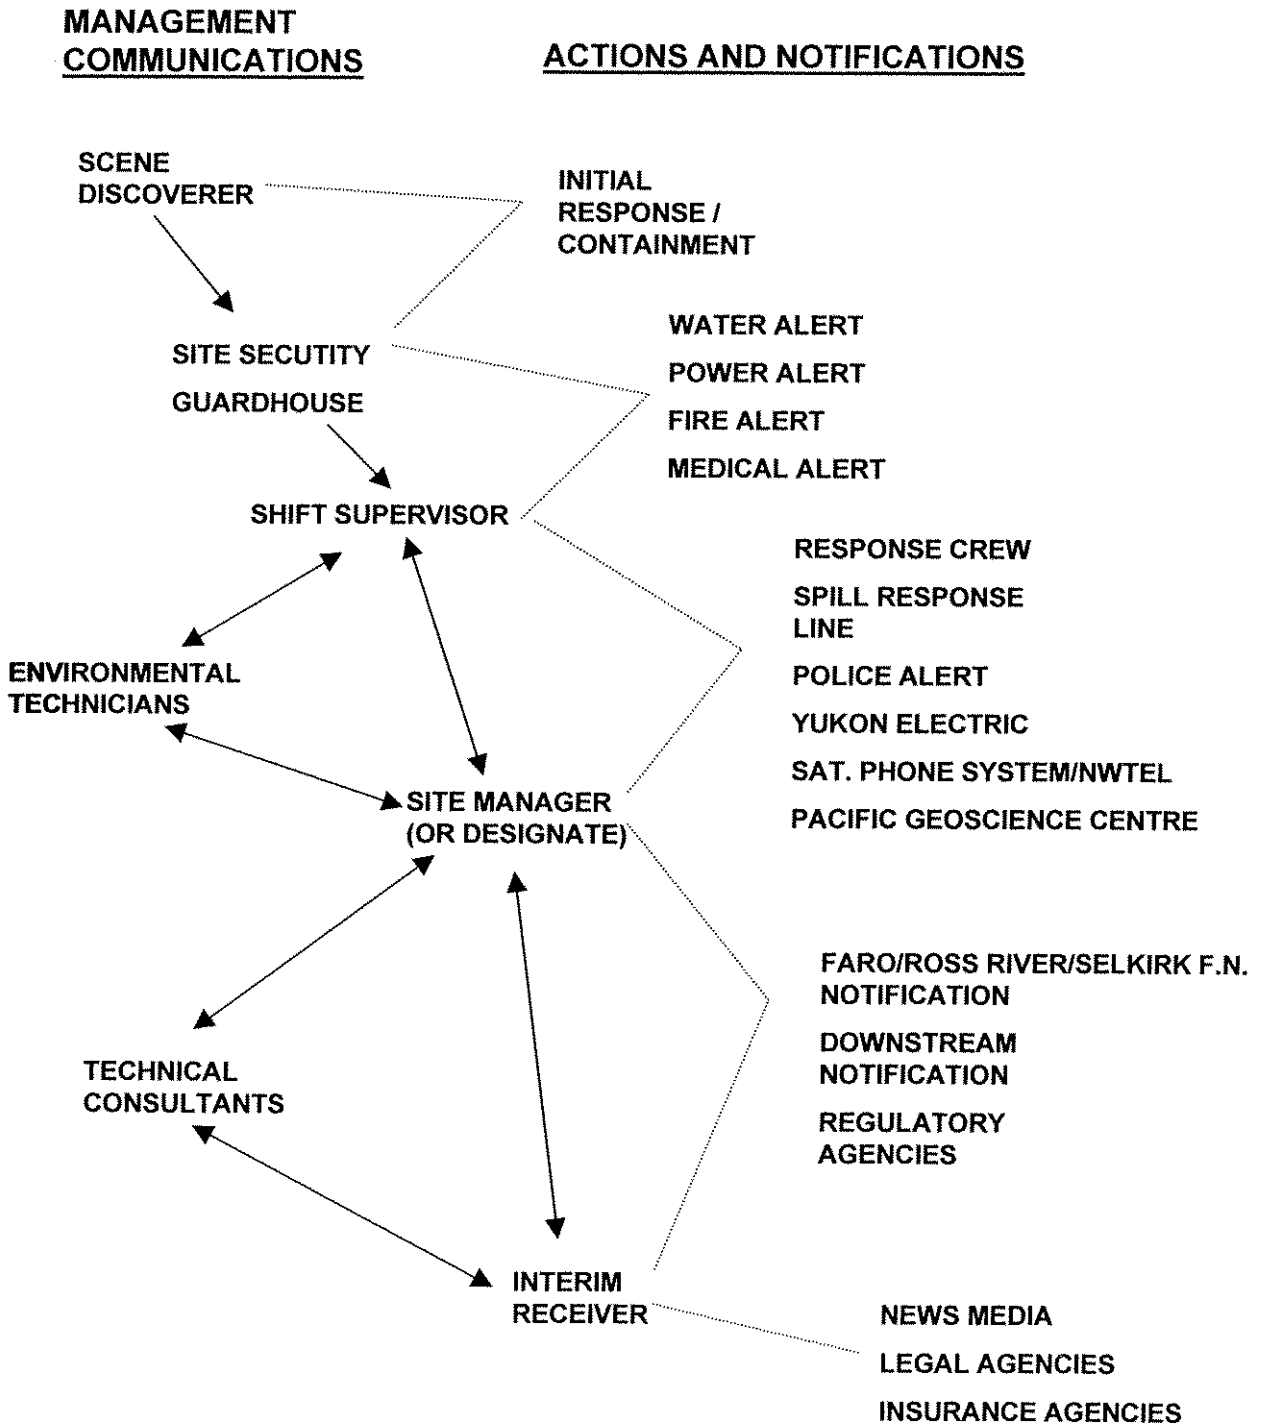 MANAGEMENT
COMMUNICATIONS
ACTIONS AND NOTIFICATIONS
SCENE
DISCOVERER
INITIAL
RESPONSE /
CONTAINMENT
SITE SECUTITY
GUARDHOUSE
WATER ALERT
POWER ALERT
FIRE ALERT
MEDICAL ALERT
SHIFT SUPERVISOR
RESPONSE CREW
SPILL RESPONSE
LINE
POLICE ALERT
YUKON ELECTRIC
SAT. PHONE SYSTEM/NWTEL
PACIFIC GEOSCIENCE CENTRE
ENVIRONMENTAL
TECHNICIANS
SITE MANAGER
(OR DESIGNATE)
FARO/ROSS RIVER/SELKIRK F.N.
NOTIFICATION
DOWNSTREAM
NOTIFICATION
REGULATORY
AGENCIES
TECHNICAL
CONSULTANTS
INTERIM
RECEIVER
NEWS MEDIA
LEGAL AGENCIES
INSURANCE AGENCIES